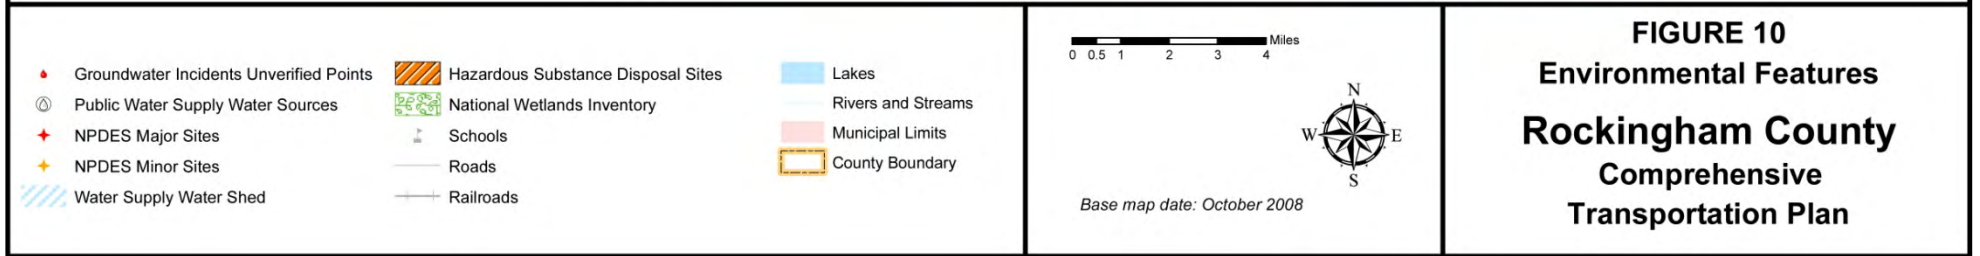 Groundwater Incidents Unverified Points
Public Water Supply Water Sources
NPDES Major Sites
NPDES Minor Sites
Water Supply Water Shed
Hazardous Substance Disposal Sites
National Wetlands Inventory
Schools
Roads
Railroads
Lakes
Rivers and Streams
Municipal Limits
County Boundary
Miles
0 0.5 1 2 3 4
N
W E
S
Base map date: October 2008
FIGURE 10
Environmental Features
Rockingham County
Comprehensive
Transportation Plan